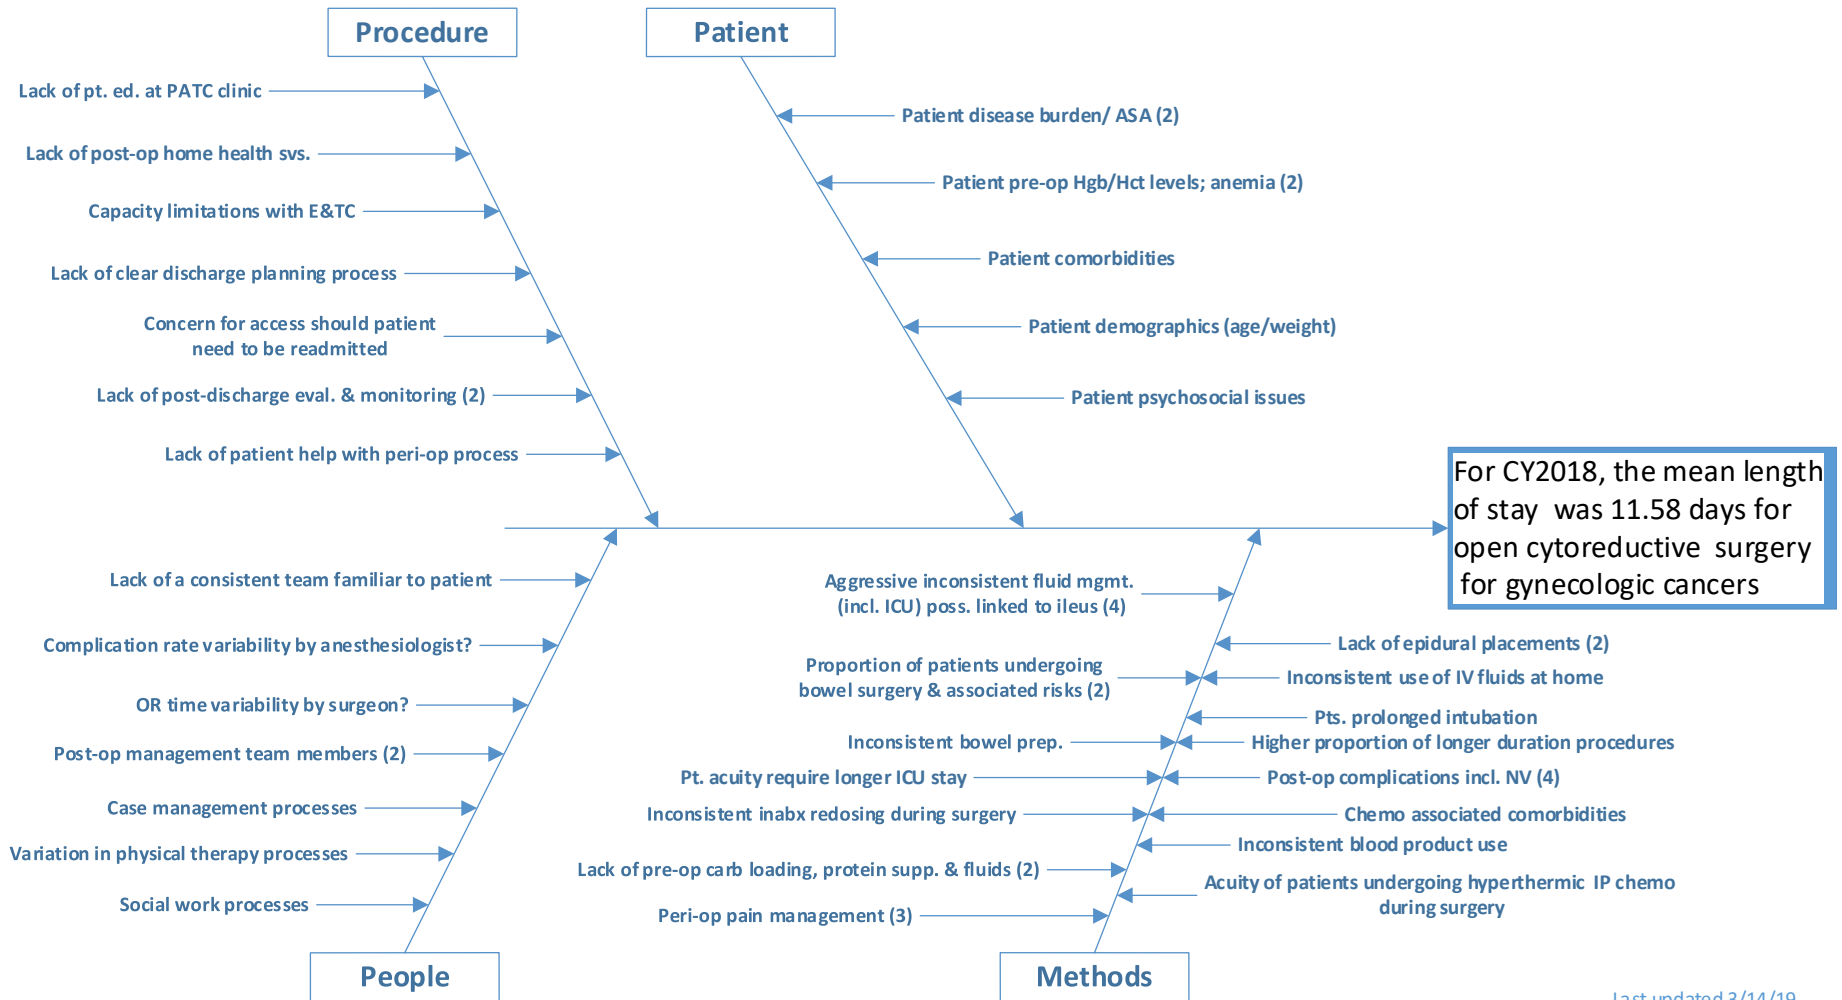 Procedure
Patient
Lack of pt. ed. at PATC clinic
Lack of post-op home health svs.
Capacity limitations with E&TC
Lack of clear discharge planning process
Concern for access should patient
need to be readmitted
Lack of post-discharge eval. & monitoring (2)
Lack of patient help with peri-op process
Patient disease burden/ ASA (2)
Patient pre-op Hgb/Hct levels; anemia (2)
Patient comorbidities
Patient demographics (age/weight)
Patient psychosocial issues
For CY2018, the mean length
of stay was 11.58 days for
open cytoreductive surgery
for gynecologic cancers
Lack of a consistent team familiar to patient
Complication rate variability by anesthesiologist?
OR time variability by surgeon?
Post-op management team members (2)
Case management processes
Variation in physical therapy processes
Social work processes
Aggressive inconsistent fluid mgmt.
(incl. ICU) poss. linked to ileus (4)
Proportion of patients undergoing
bowel surgery & associated risks (2)
Inconsistent bowel prep.
Pt. acuity require longer ICU stay
Inconsistent inabx redosing during surgery
Lack of pre-op carb loading, protein supp. & fluids (2)
Peri-op pain management (3)
Lack of epidural placements (2)
Inconsistent use of IV fluids at home
Pts. prolonged intubation
Higher proportion of longer duration procedures
Post-op complications incl. NV (4)
Chemo associated comorbidities
Inconsistent blood product use
Acuity of patients undergoing hyperthermic IP chemo
during surgery
People
Methods
Last updated 3/14/19